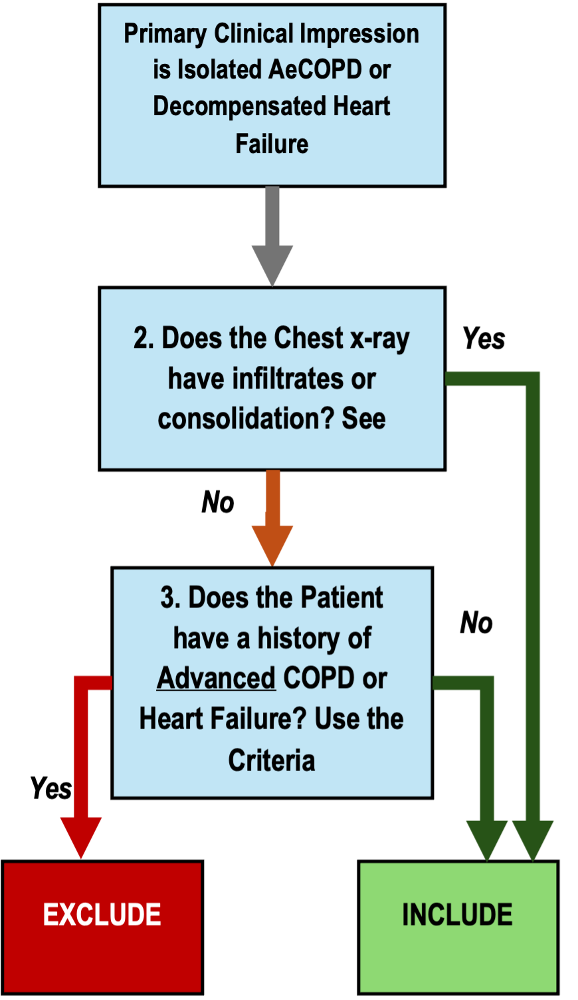 Primary Clinical Impression
is Isolated AeCOPD or
Decompensated Heart
Failure
2. Does the Chest x-ray
have infiltrates or
consolidation? See
Yes
No
3. Does the Patient
have a history of
Advanced COPD or
Heart Failure? Use the
Criteria
No
Yes
EXCLUDE
INCLUDE